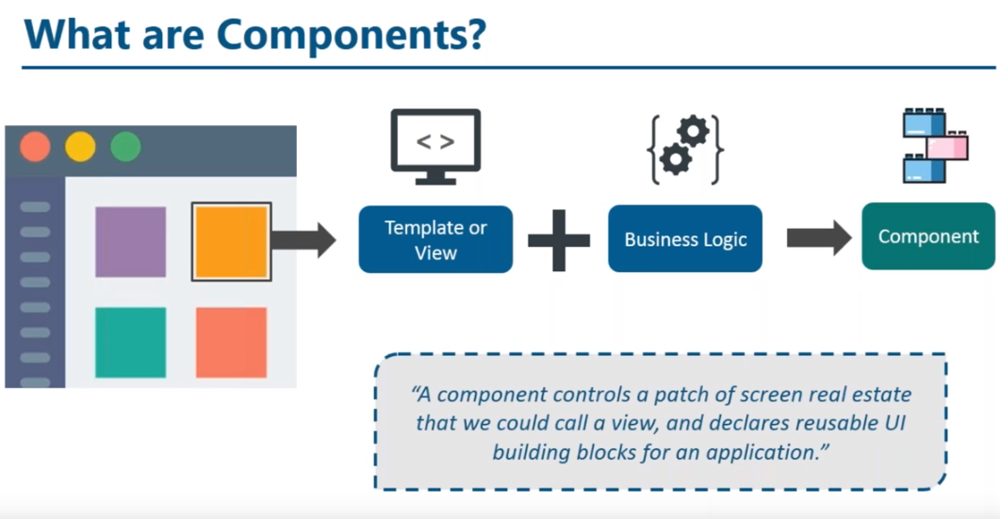 What are Components?
< >
Template or
View
Business Logic
Component
“A component controls a patch of screen real estate
that we could call a view, and declares reusable UI
building blocks for an application.”